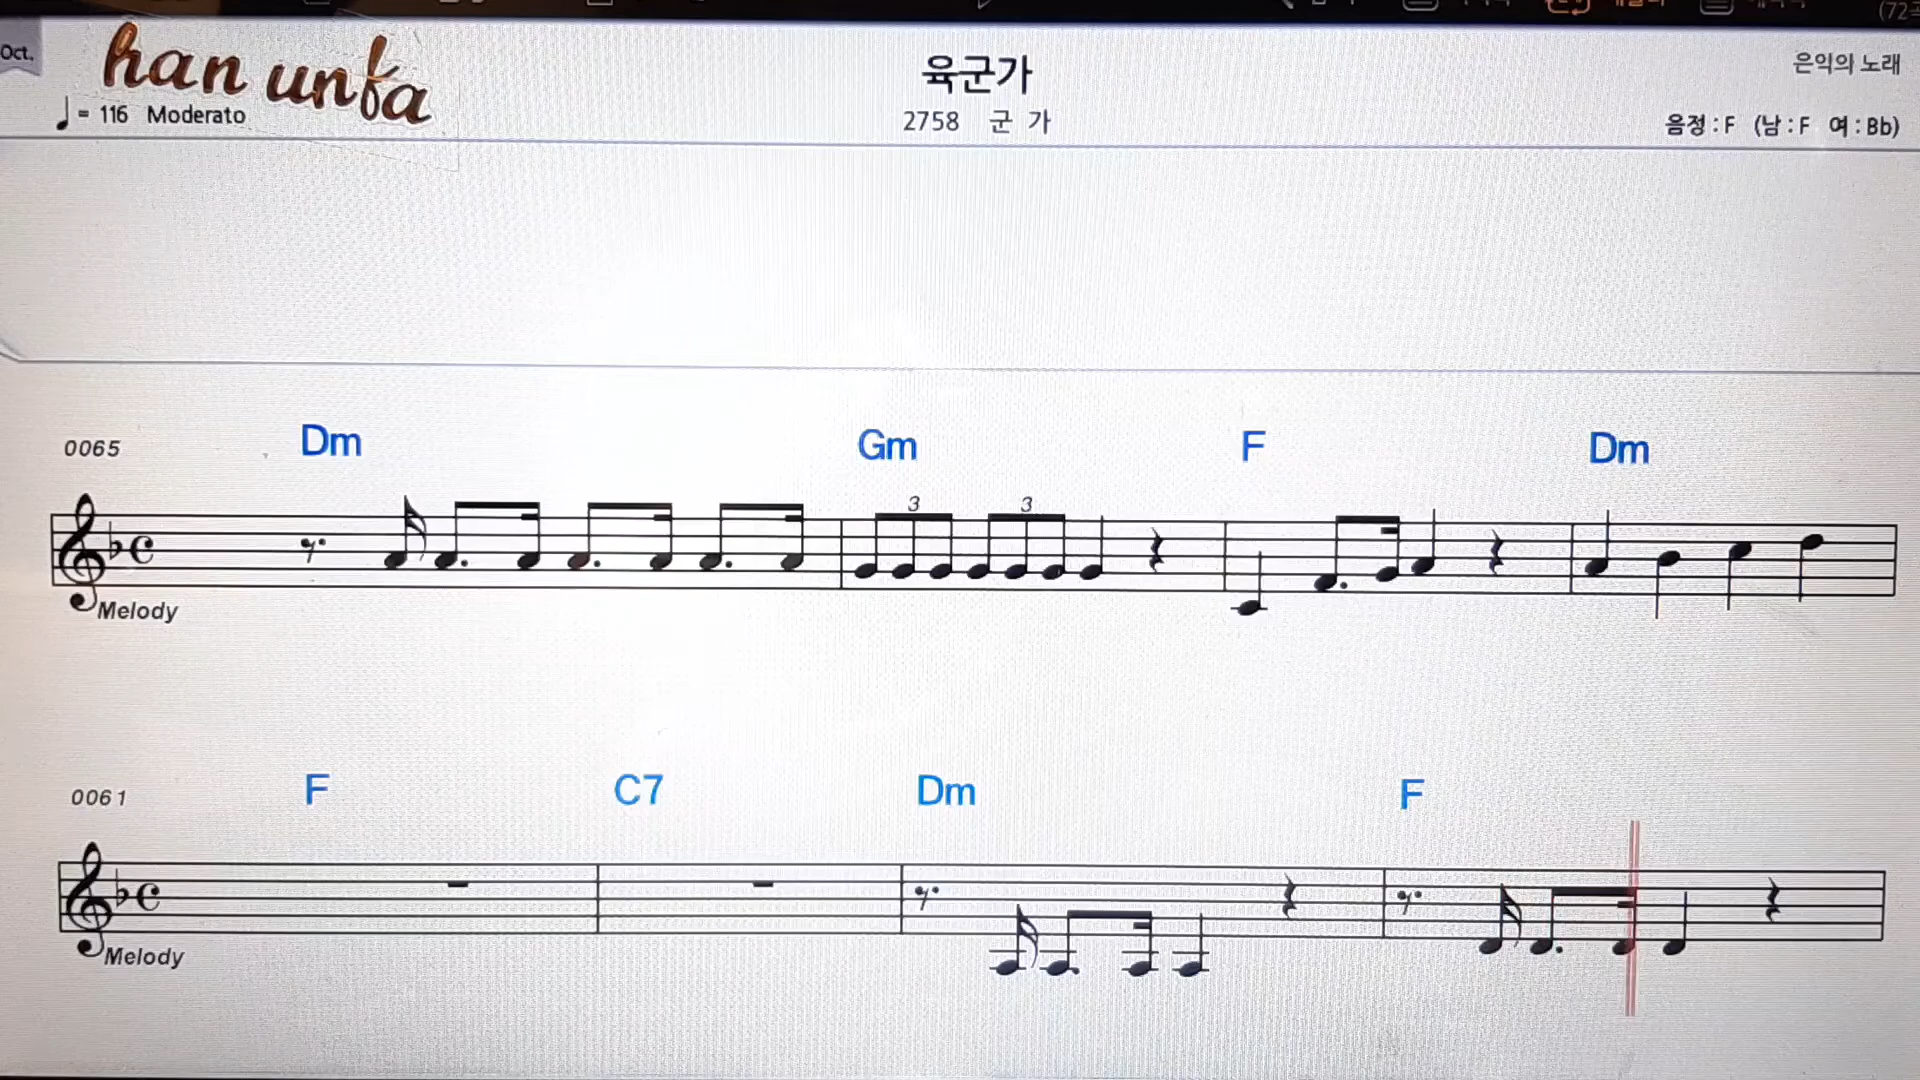 Oct.
han unfa
♩= 116 Moderato
육군가
2758 군 가
은익의 노래
음정 : F (남 : F 여 : Bb)
0065
Dm Gm F Dm
3 3
Melody
0061
F C7 Dm F
Melody